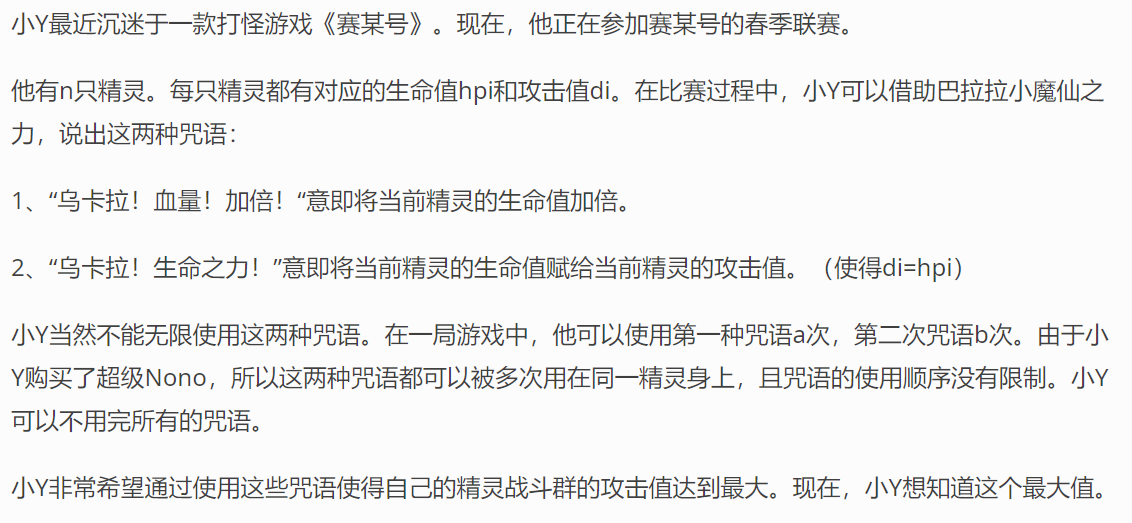 小Y最近沉迷于一款打怪游戏《赛某号》。现在，他正在参加赛某号的春季联赛。
他有n只精灵。每只精灵都有对应的生命值hpi和攻击值di。在比赛过程中，小Y可以借助巴拉拉小魔仙之
力，说出这两种咒语：
1、“乌卡拉！血量！加倍！“意即将当前精灵的生命值加倍。
2、“乌卡拉！生命之力！”意即将当前精灵的生命值赋给当前精灵的攻击值。（使得di=hpi）
小Y当然不能无限使用这两种咒语。在一局游戏中，他可以使用第一种咒语a次，第二次咒语b次。由于小
Y购买了超级Nono，所以这两种咒语都可以被多次用在同一精灵身上，且咒语的使用顺序没有限制。小Y
可以不用完所有的咒语。
小Y非常希望通过使用这些咒语使得自己的精灵战斗群的攻击值达到最大。现在，小Y想知道这个最大值。